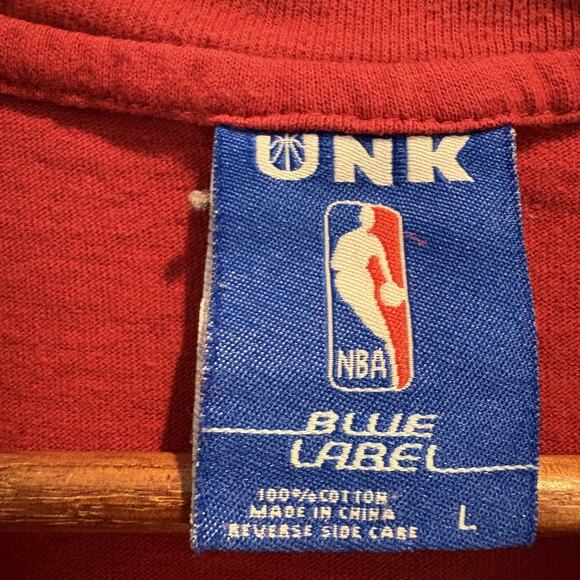 UNK
NBA
BLUE
LABEL
100% COTTON
MADE IN CHINA
REVERSE SIDE CARE
L